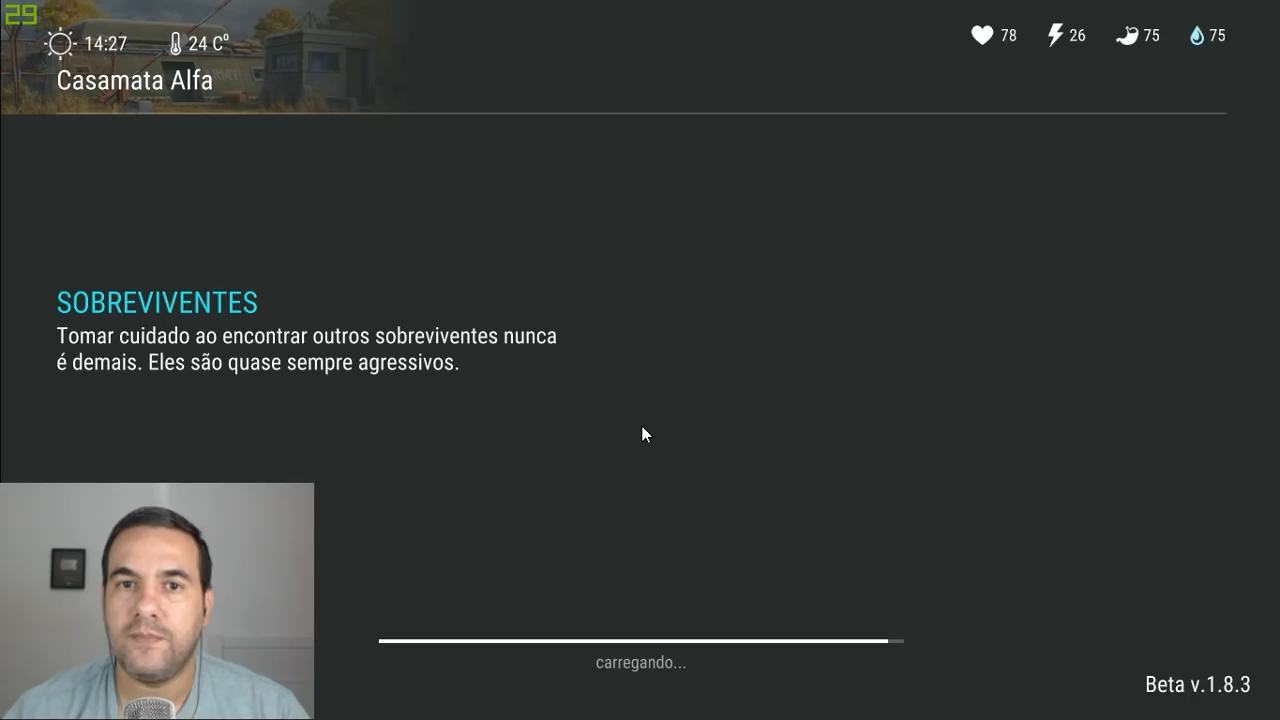 29
14:27
24 Cº
78
26
75
75
Casamata Alfa
SOBREVIVENTES
Tomar cuidado ao encontrar outros sobreviventes nunca
é demais. Eles são quase sempre agressivos.
carregando...
Beta v.1.8.3